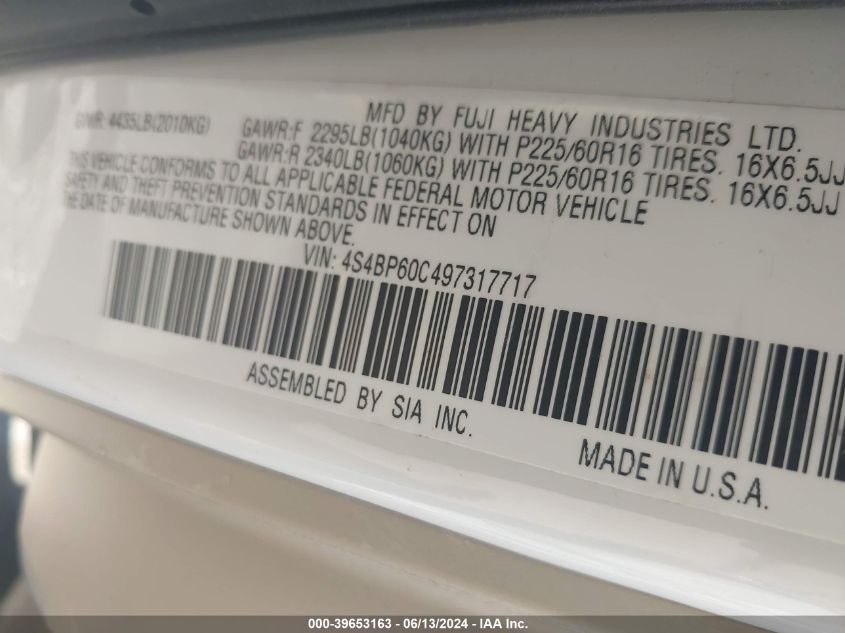 MFD BY FUJI HEAVY INDUSTRIES LTD.
GVWR: 4435LB(2010KG) GAWR:F 2295LB(1040KG) WITH P225/60R16 TIRES. 16X6.5JJ
GAWR:R 2340LB(1060KG) WITH P225/60R16 TIRES. 16X6.5JJ
THIS VEHICLE CONFORMS TO ALL APPLICABLE FEDERAL MOTOR VEHICLE
SAFETY AND THEFT PREVENTION STANDARDS IN EFFECT ON
THE DATE OF MANUFACTURE SHOWN ABOVE.
VIN: 4S4BP60C497317717
ASSEMBLED BY SIA INC.
MADE IN U.S.A.
000-39653163 - 06/13/2024 - IAA Inc.